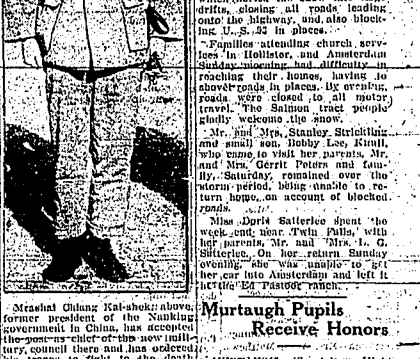 drifts, closing all roads leading
onto the highway, and also block-
ing U. S. 93 in places.
Families attending church serv-
ices in Hollister, and Amsterdam
Sunday morning had difficulty in
reaching their homes, having to
shovel roads in places. By evening,
roads were closed to all motor
travel. The Salmon tract people
gladly welcome the snow.
Mr. and Mrs. Stanley Strickling
and small son, Bobby Lee, Kimil,
who came to visit her parents, Mr.
and Mrs. Gerrit Peters and fam-
ily, Saturday, remained over the
storm period, being unable to re-
turn home on account of blocked
roads.
Miss Doris Satterlee spent the
week end near Twin Falls, with
her parents, Mr. and Mrs. L. G.
Satterlee. On her return Sunday
evening, she was unable to get
her car into Amsterdam and left it
at the Ed Pastoor ranch.
Marshal Chiang Kai-shek, above,
former president of the Nanking
government in China, has accepted
the post as chief of the new mili-
tary council there and has ordered
to fight to the death
Murtaugh Pupils
Receive Honors